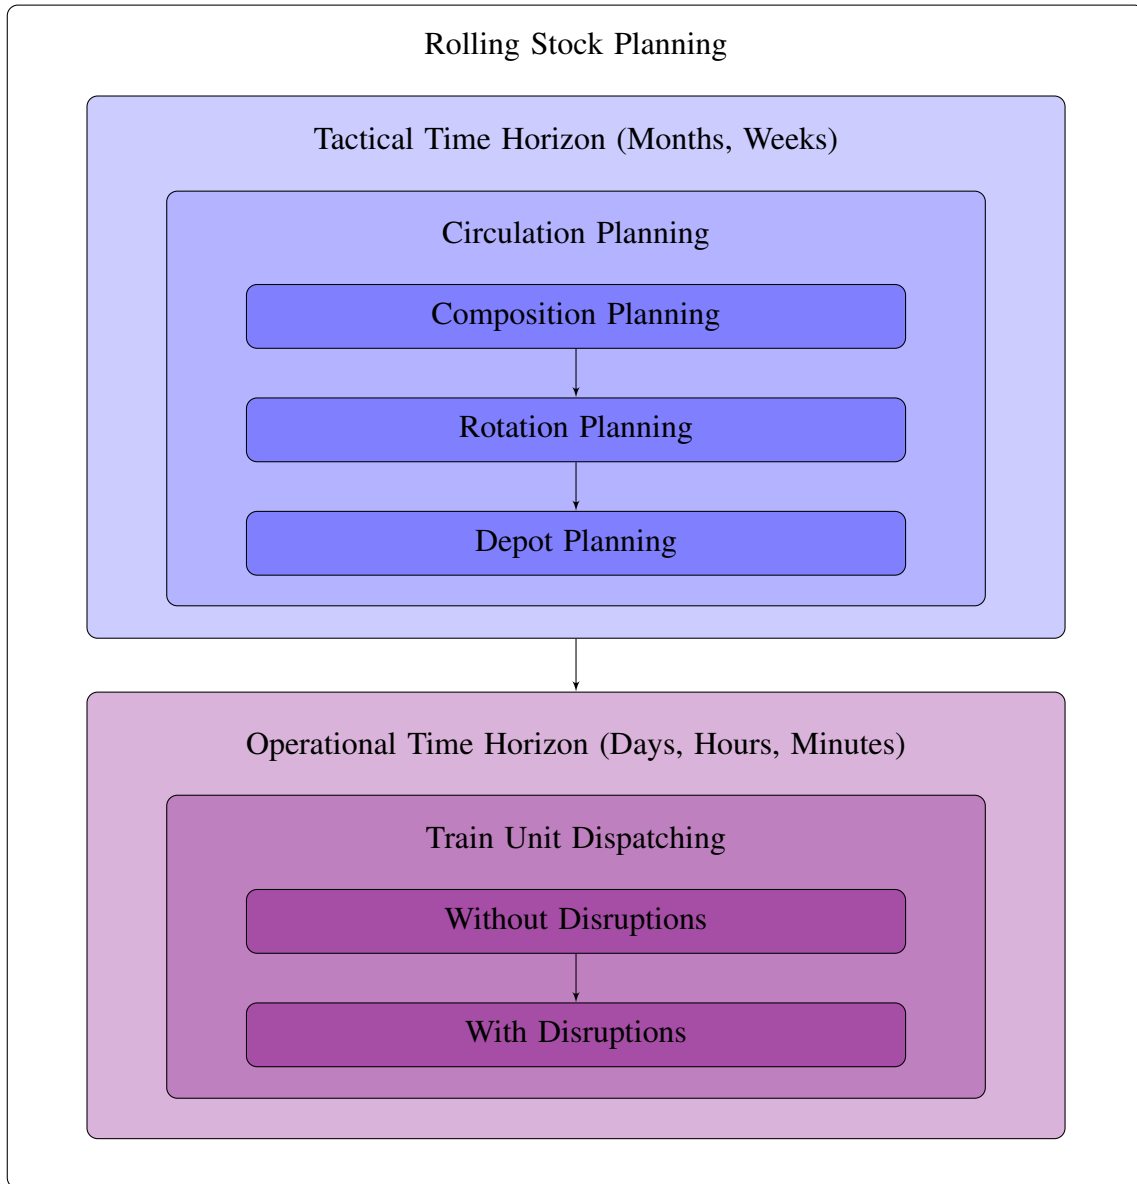 Rolling Stock Planning
Tactical Time Horizon (Months, Weeks)
Circulation Planning
Composition Planning
Rotation Planning
Depot Planning
Operational Time Horizon (Days, Hours, Minutes)
Train Unit Dispatching
Without Disruptions
With Disruptions